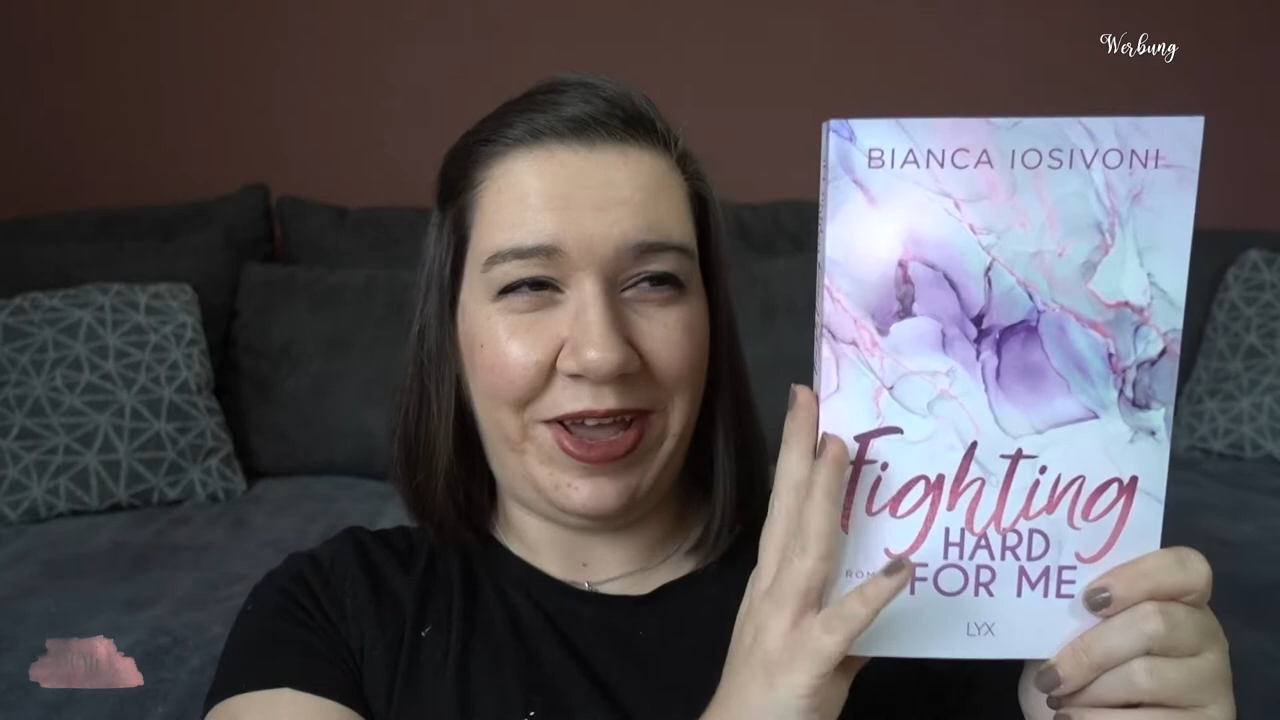 Werbung
BIANCA IOSIVONI
Fighting
HARD
FOR ME
LYX